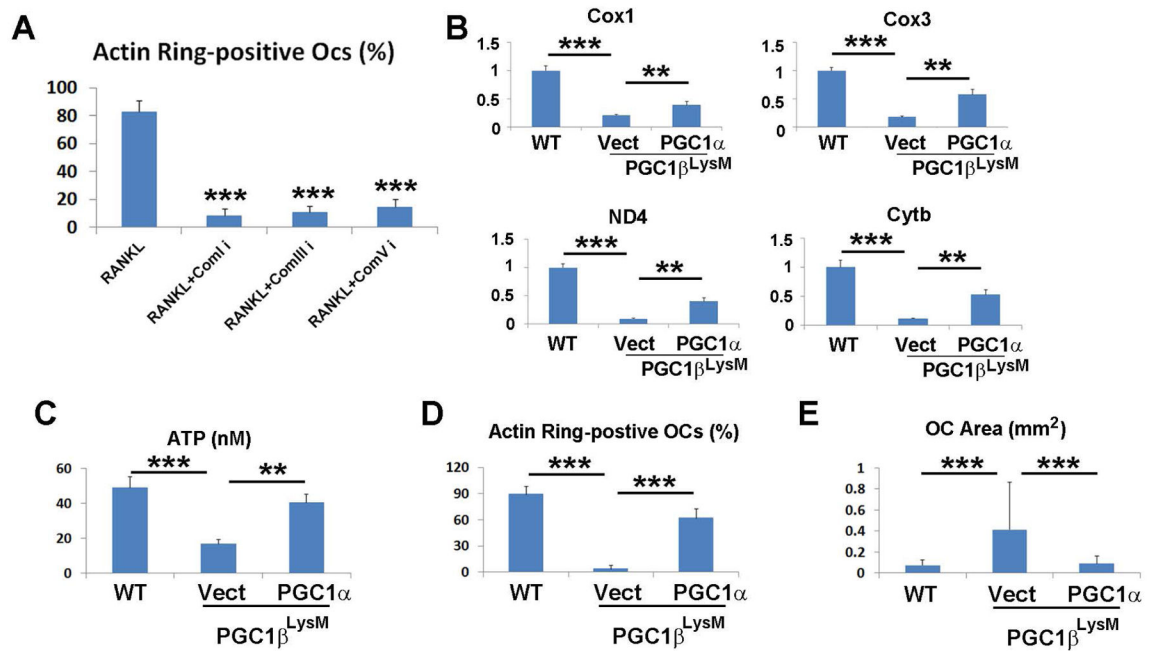 A
Actin Ring-positive Ocs (%)
100
80
60
40
20
0
***
***
***
RANKL
RANKL+ComI i
RANKL+ComIII i
RANKL+ComV i
B
Cox1
1.5
1
0.5
0
***
**
WT
Vect
PGC1α
PGC1β^LysM
Cox3
1.5
1
0.5
0
***
**
WT
Vect
PGC1α
PGC1β^LysM
ND4
1.5
1
0.5
0
***
**
WT
Vect
PGC1α
PGC1β^LysM
Cytb
1.5
1
0.5
0
***
**
WT
Vect
PGC1α
PGC1β^LysM
C
ATP (nM)
60
40
20
0
***
**
WT
Vect
PGC1α
PGC1β^LysM
D
Actin Ring-postive OCs (%)
120
90
60
30
0
***
***
WT
Vect
PGC1α
PGC1β^LysM
E
OC Area (mm²)
1
0.8
0.6
0.4
0.2
0
***
***
WT
Vect
PGC1α
PGC1β^LysM